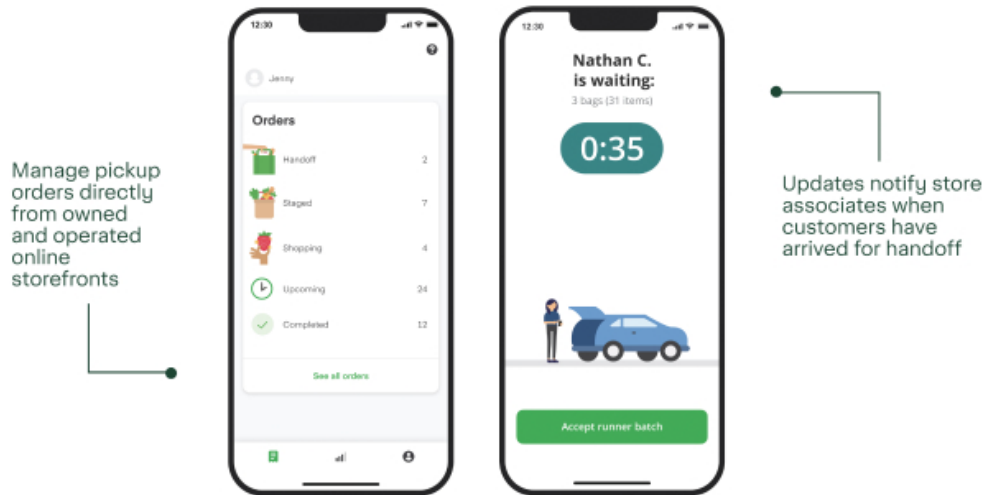 Manage pickup
orders directly
from owned
and operated
online
storefronts
12:30
Jenny
Orders
Handoff 2
Staged 7
Shopping 4
Upcoming 24
Completed 12
See all orders
12:30
Nathan C.
is waiting:
3 bags (31 items)
0:35
Accept runner batch
Updates notify store
associates when
customers have
arrived for handoff